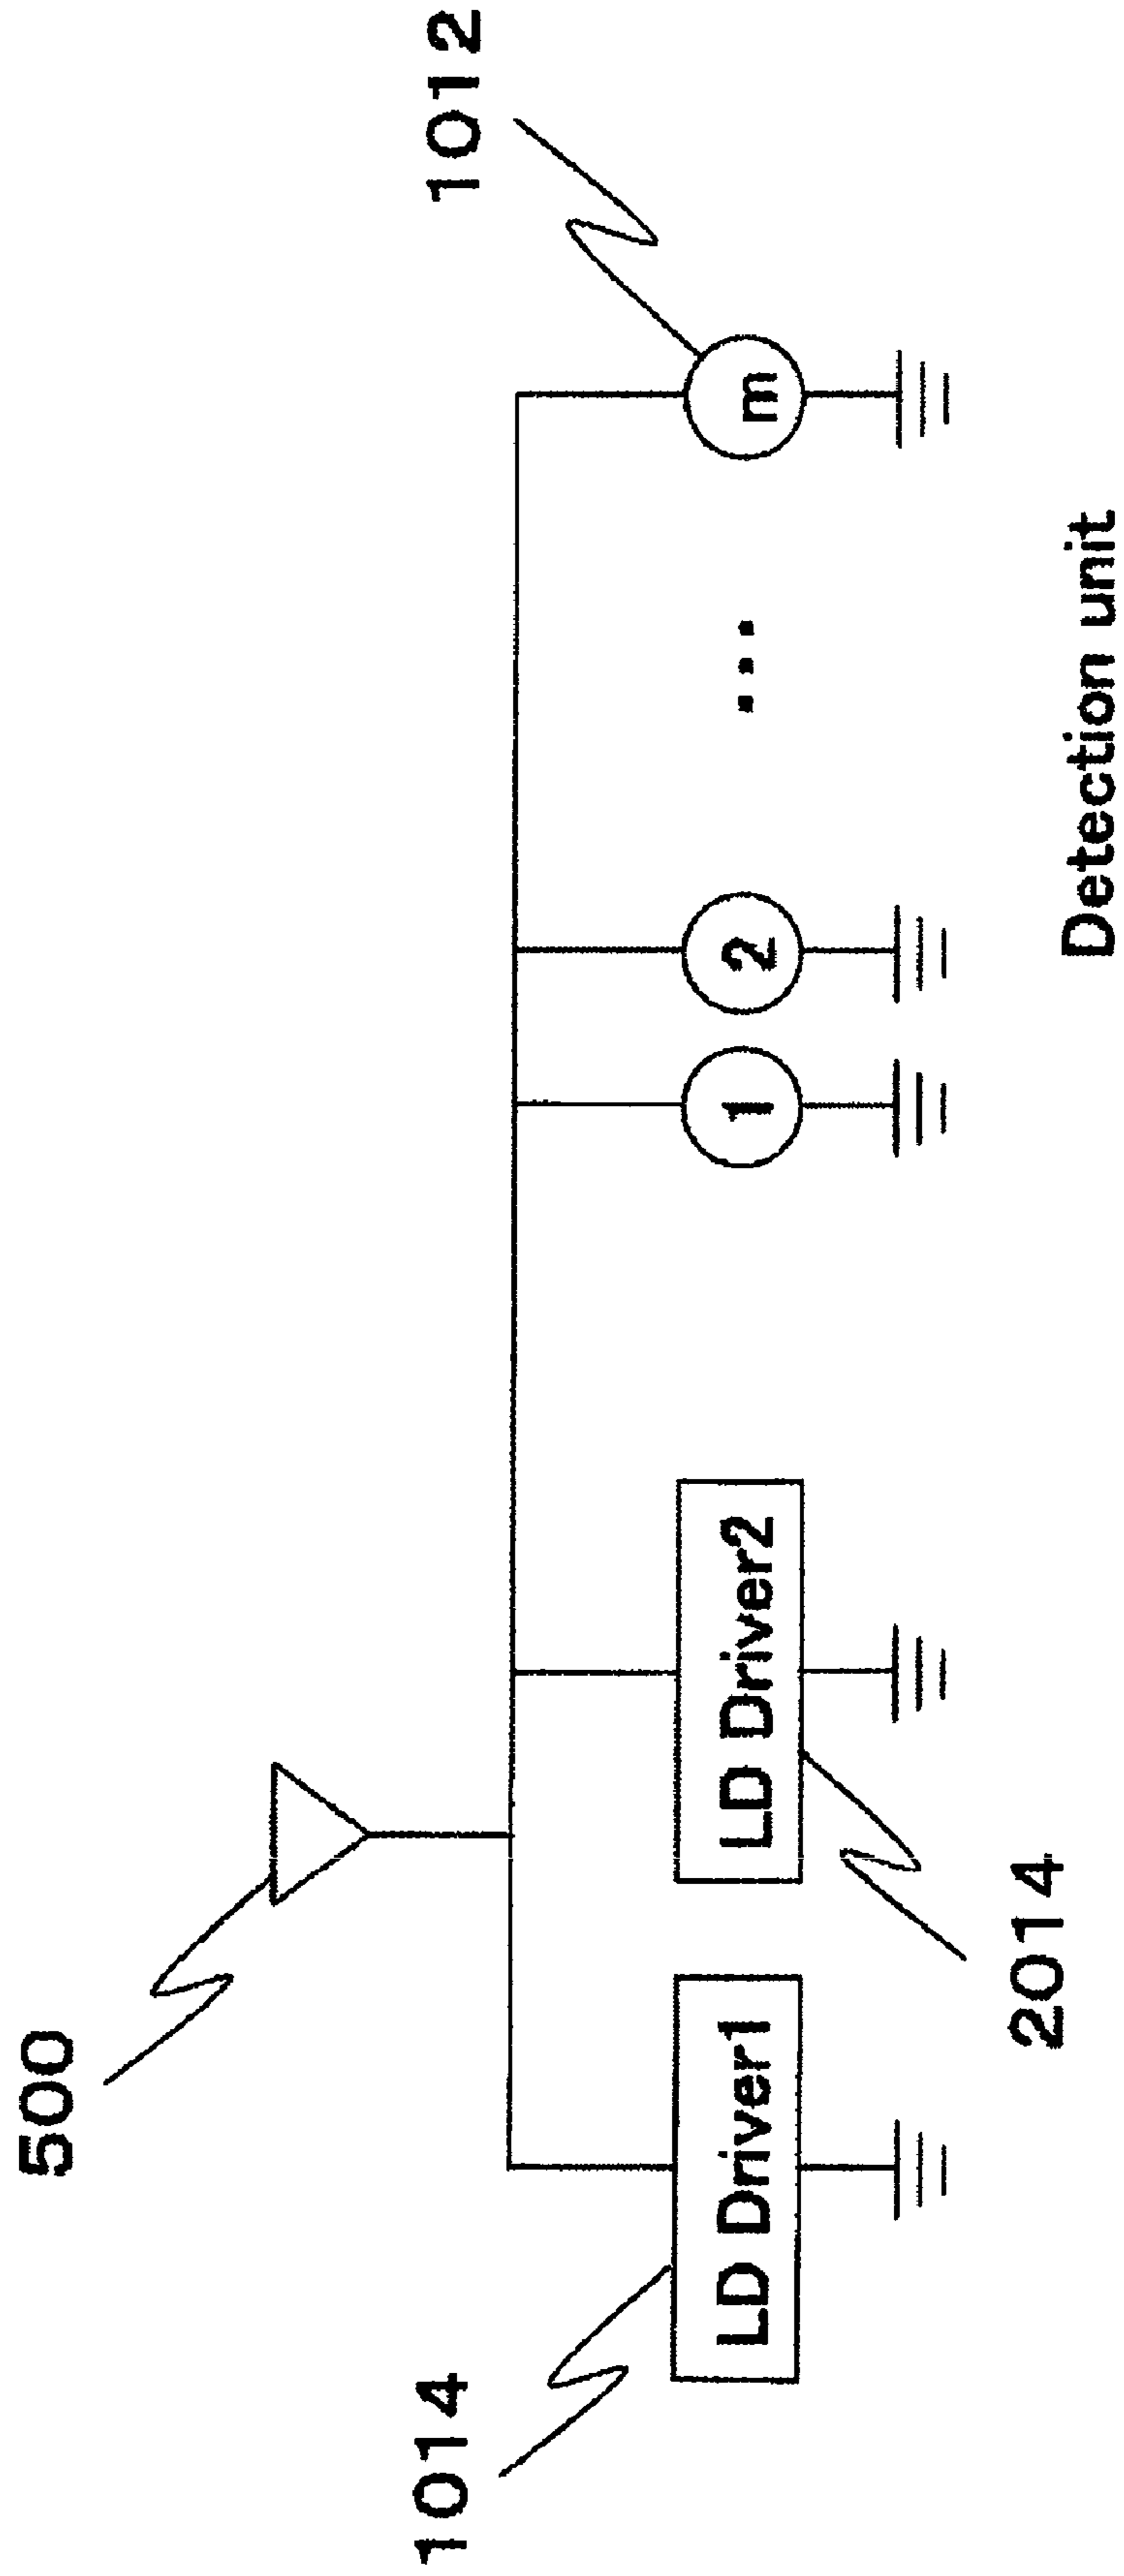 500
1014
1012
LD Driver1
LD Driver2
1
2
...
m
2014
Detection unit